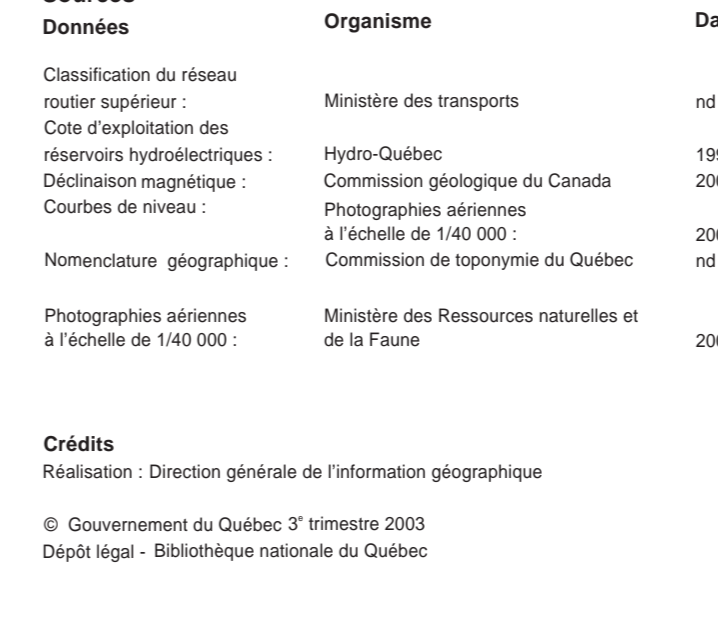 Données Organisme
Classification du réseau
routier supérieur : Ministère des transports nd
Cote d'exploitation des
réservoirs hydroélectriques : Hydro-Québec
Déclinaison magnétique : Commission géologique du Canada
Courbes de niveau : Photographies aériennes
à l'échelle de 1/40 000 :
Nomenclature géographique : Commission de toponymie du Québec nd
Photographies aériennes Ministère des Ressources naturelles et
à l'échelle de 1/40 000 : de la Faune
Crédits
Réalisation : Direction générale de l'information géographique
© Gouvernement du Québec 3e trimestre 2003
Dépôt légal - Bibliothèque nationale du Québec